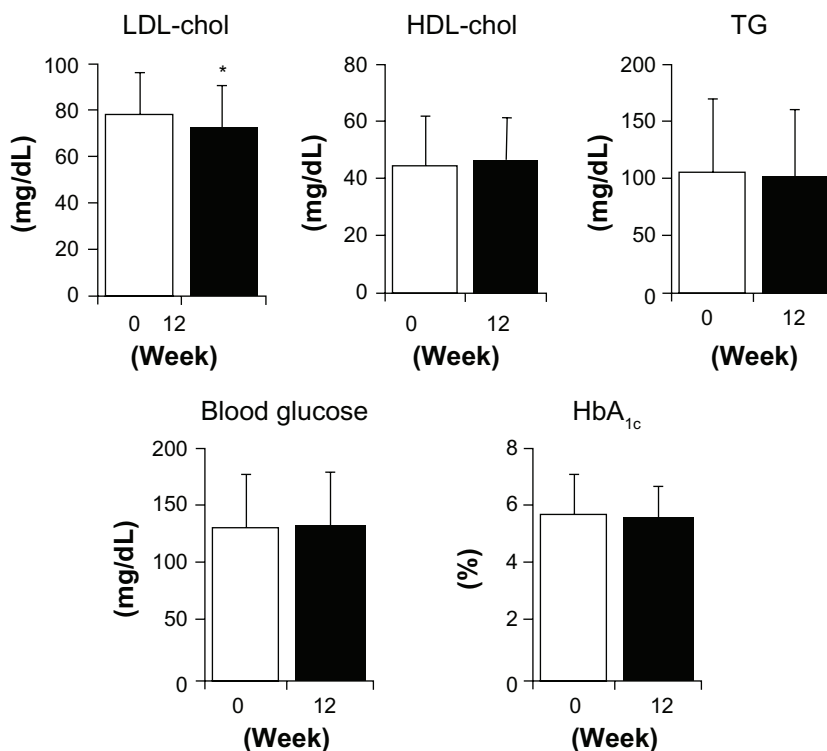 LDL-chol
100
80
60
40
20
0
(mg/dL)
*
0 12
(Week)
HDL-chol
80
60
40
20
0
(mg/dL)
0 12
(Week)
TG
200
150
100
50
0
(mg/dL)
0 12
(Week)
Blood glucose
200
150
100
50
0
(mg/dL)
0 12
(Week)
HbA1c
8
6
4
2
0
(%)
0 12
(Week)